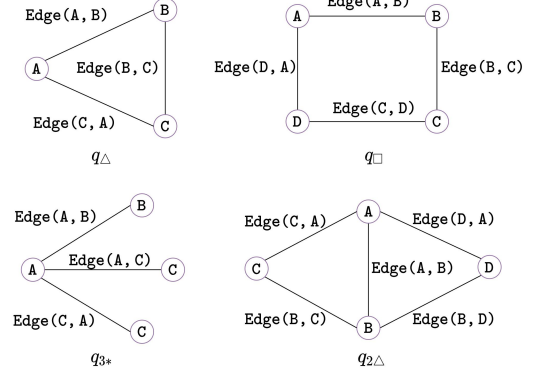 Edge(A, B)
B
A
Edge(B, C)
Edge(C, A)
C
q△
Edge(A, B)
A
B
Edge(D, A)
Edge(B, C)
Edge(C, D)
D
C
q□
B
Edge(A, B)
A
Edge(A, C)
C
Edge(C, A)
C
q3*
A
Edge(C, A)
Edge(D, A)
C
Edge(A, B)
D
Edge(B, C)
Edge(B, D)
B
q2△